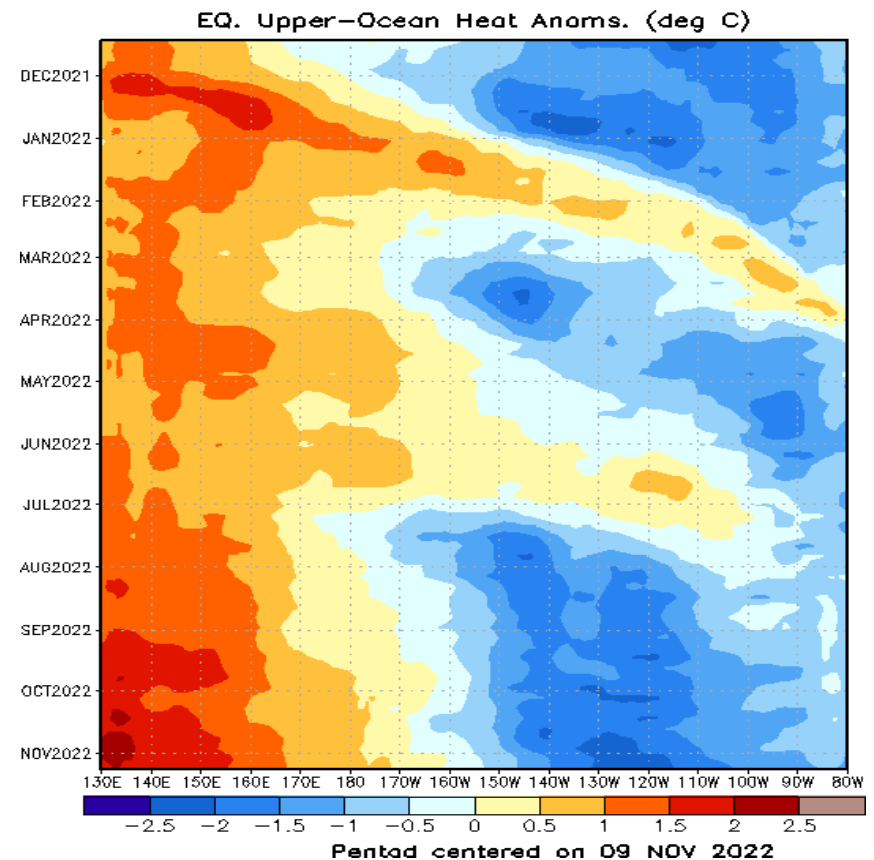 EQ. Upper-Ocean Heat Anoms. (deg C)
DEC2021
JAN2022
FEB2022
MAR2022
APR2022
MAY2022
JUN2022
JUL2022
AUG2022
SEP2022
OCT2022
NOV2022
130E 140E 150E 160E 170E 180 170W 160W 150W 140W 130W 120W 110W 100W 90W 80W
-2.5 -2 -1.5 -1 -0.5 0 0.5 1 1.5 2 2.5
Pentad centered on 09 NOV 2022